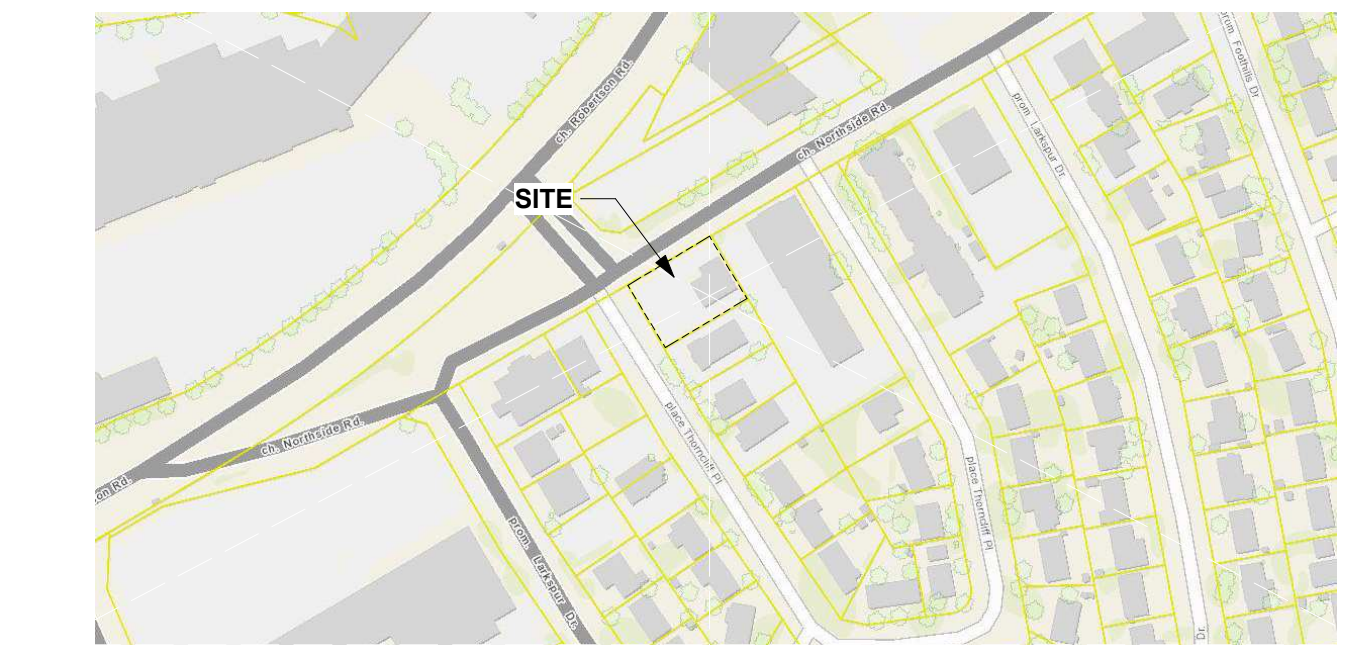 ch. Robertson Rd.
prom Foothills Dr
prom Larkspur Dr
ch. Northside Rd.
SITE
ch. Northside Rd.
place Thorncliff Pl
place Thorncliff Pl
on Rd.
prom. Larkspur Dr.
Dr.